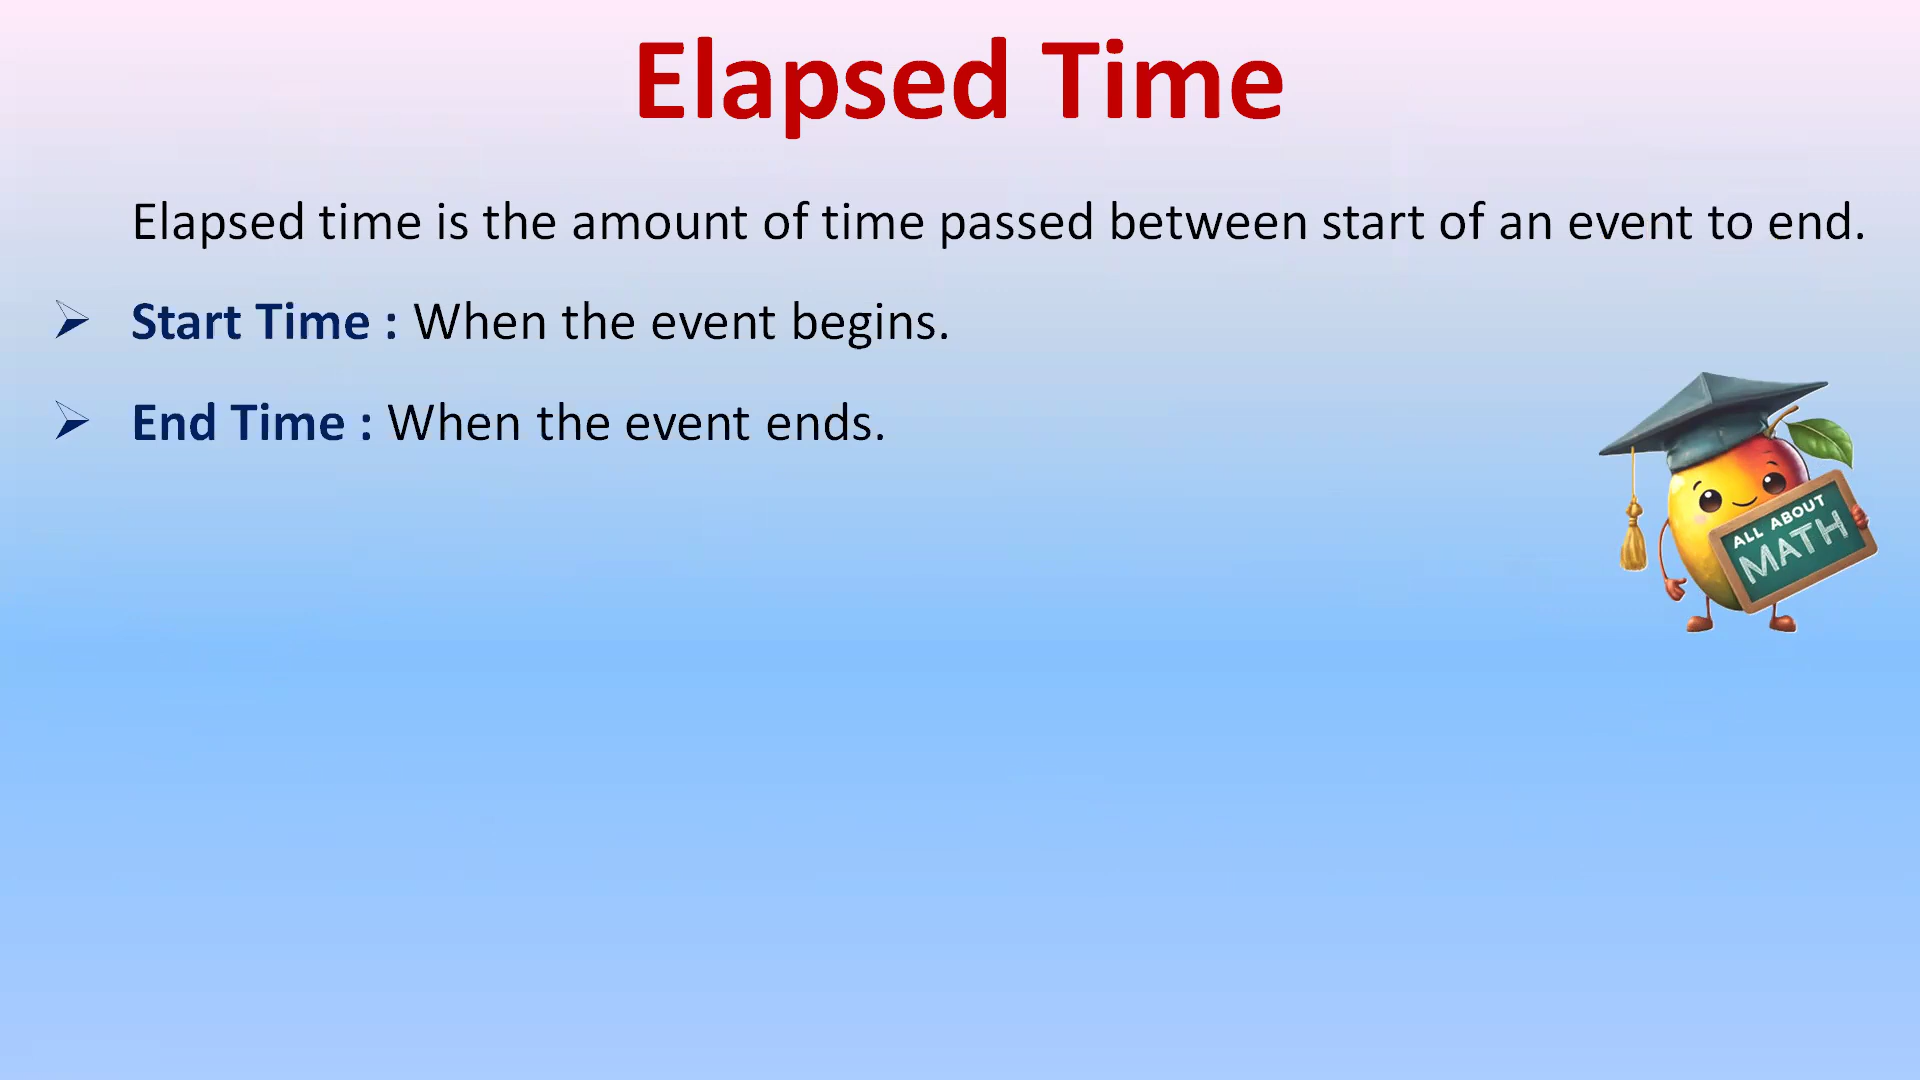 Elapsed Time
Elapsed time is the amount of time passed between start of an event to end.
➢ Start Time : When the event begins.
➢ End Time : When the event ends.
ALL ABOUT
MATH